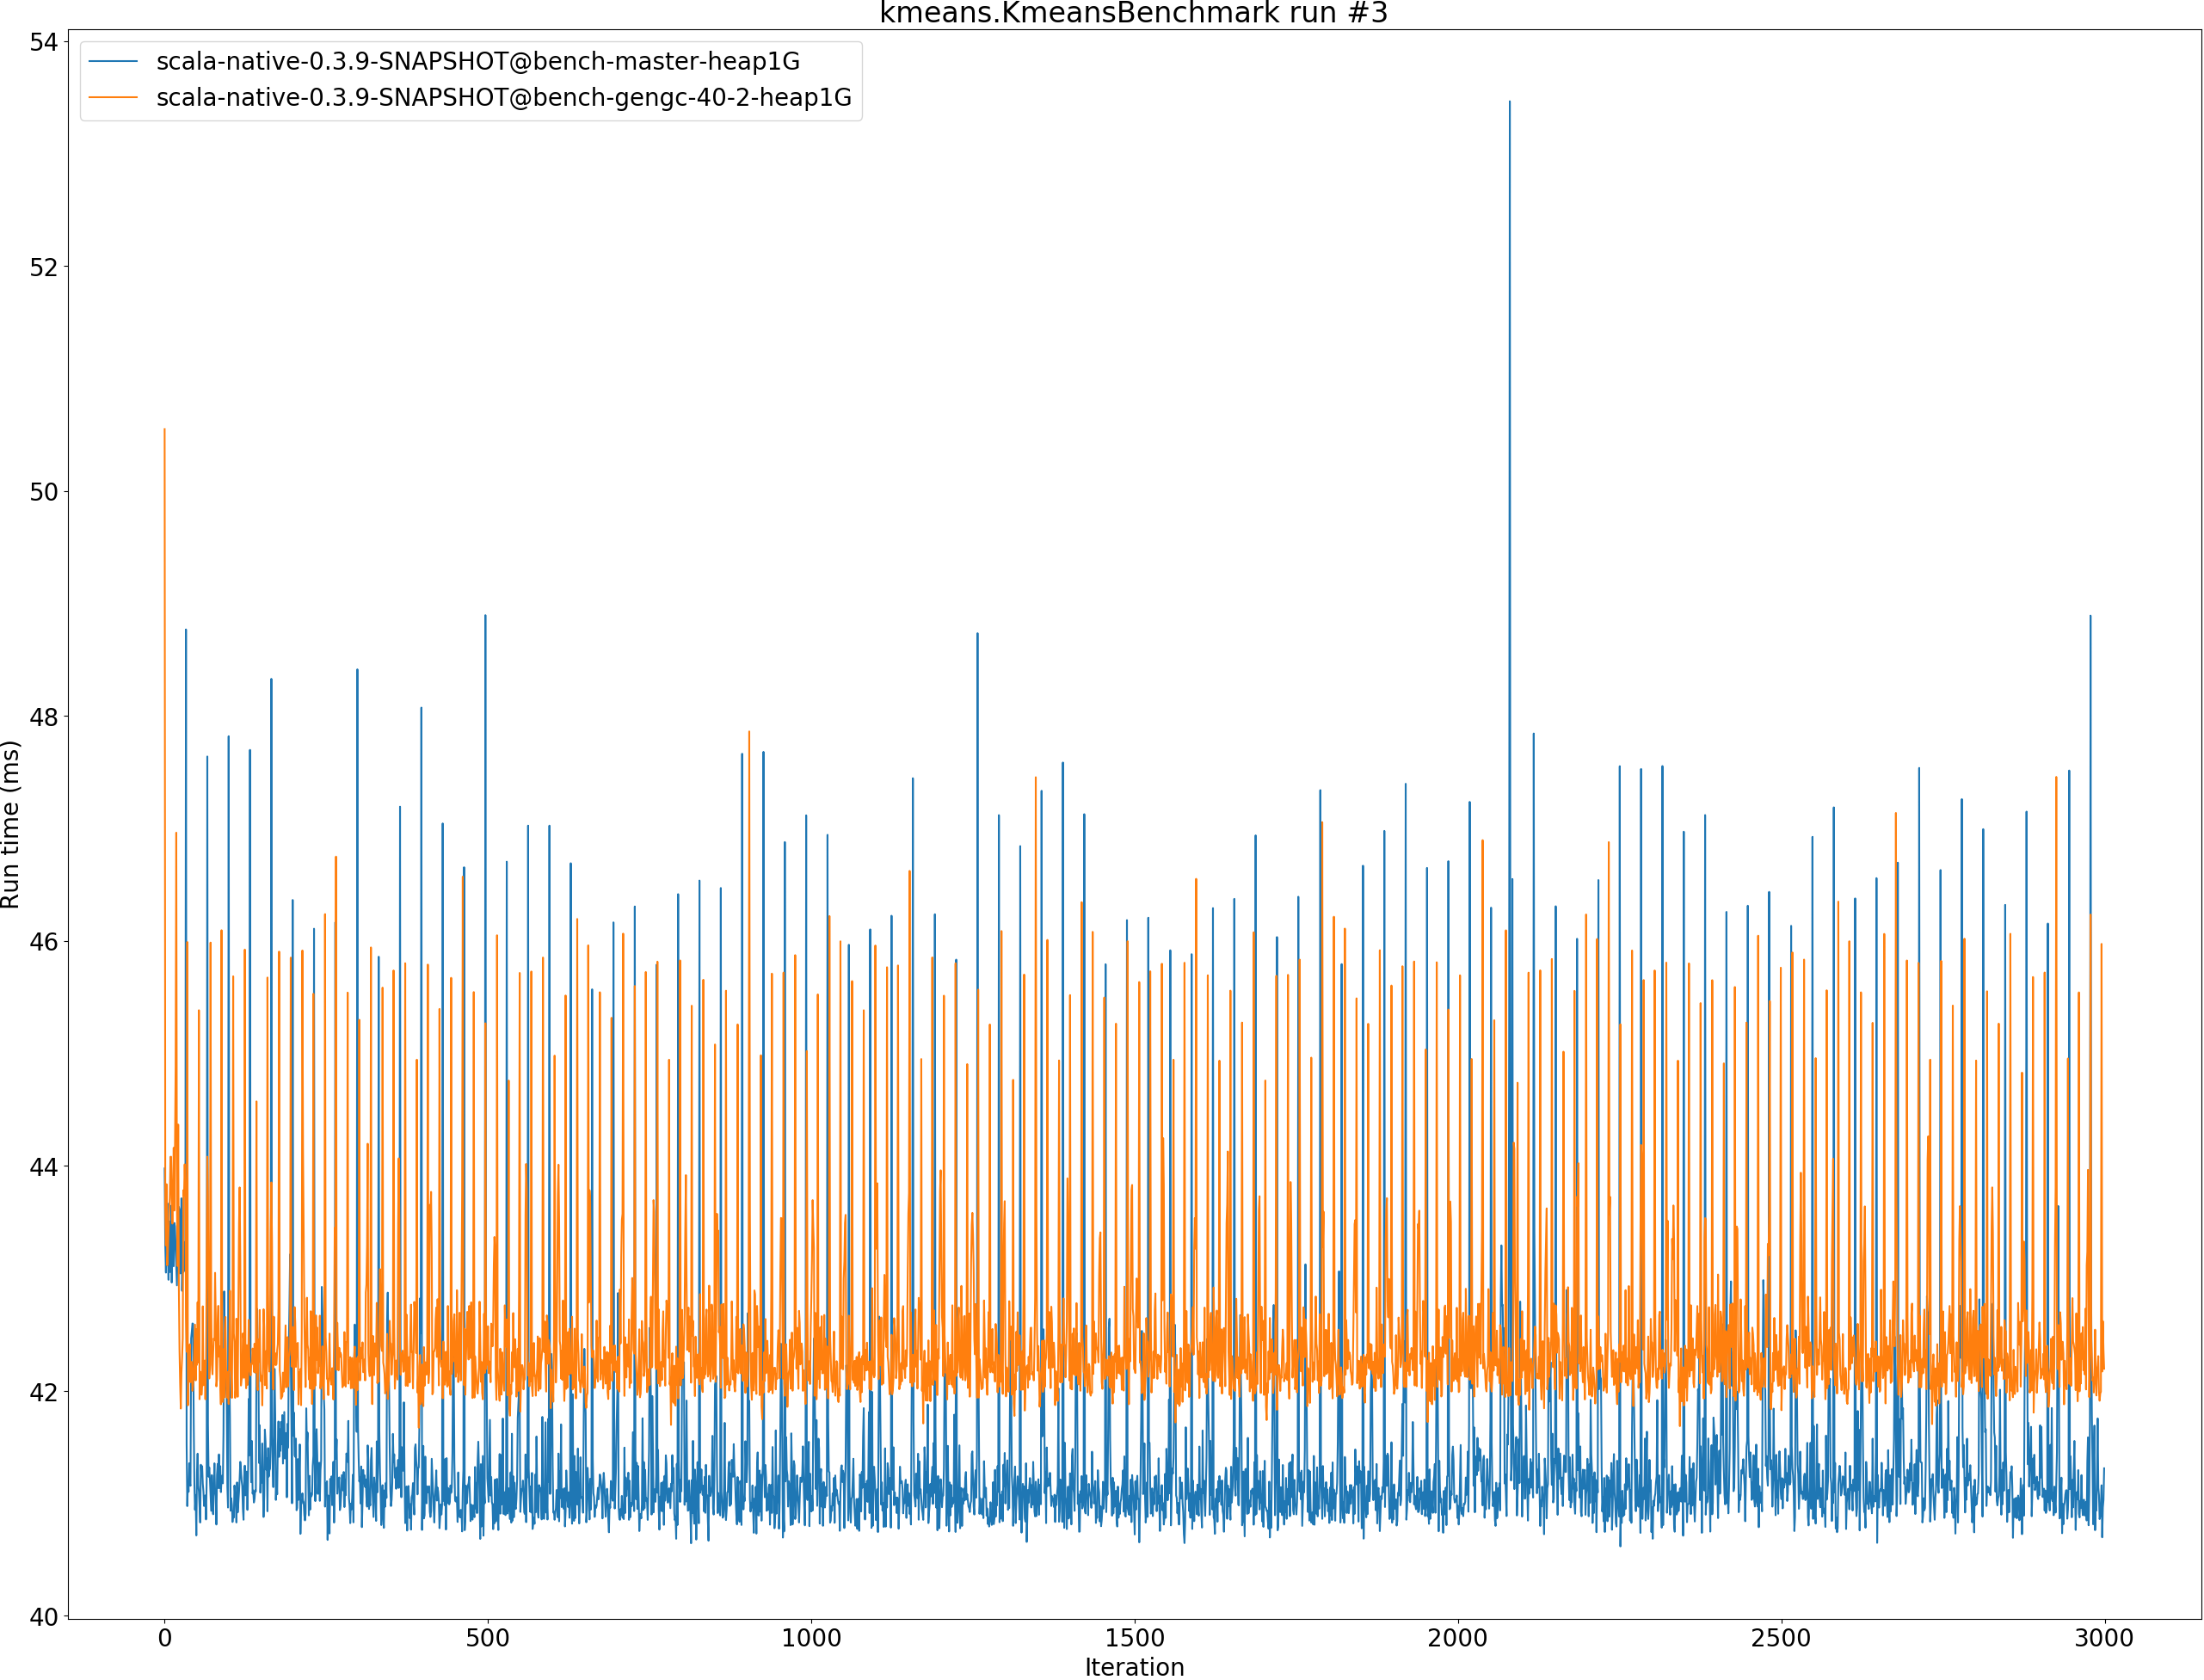 kmeans.KmeansBenchmark run #3
scala-native-0.3.9-SNAPSHOT@bench-master-heap1G
scala-native-0.3.9-SNAPSHOT@bench-gengc-40-2-heap1G
54
52
50
48
46
44
42
40
Run time (ms)
0 500 1000 1500 2000 2500 3000
Iteration